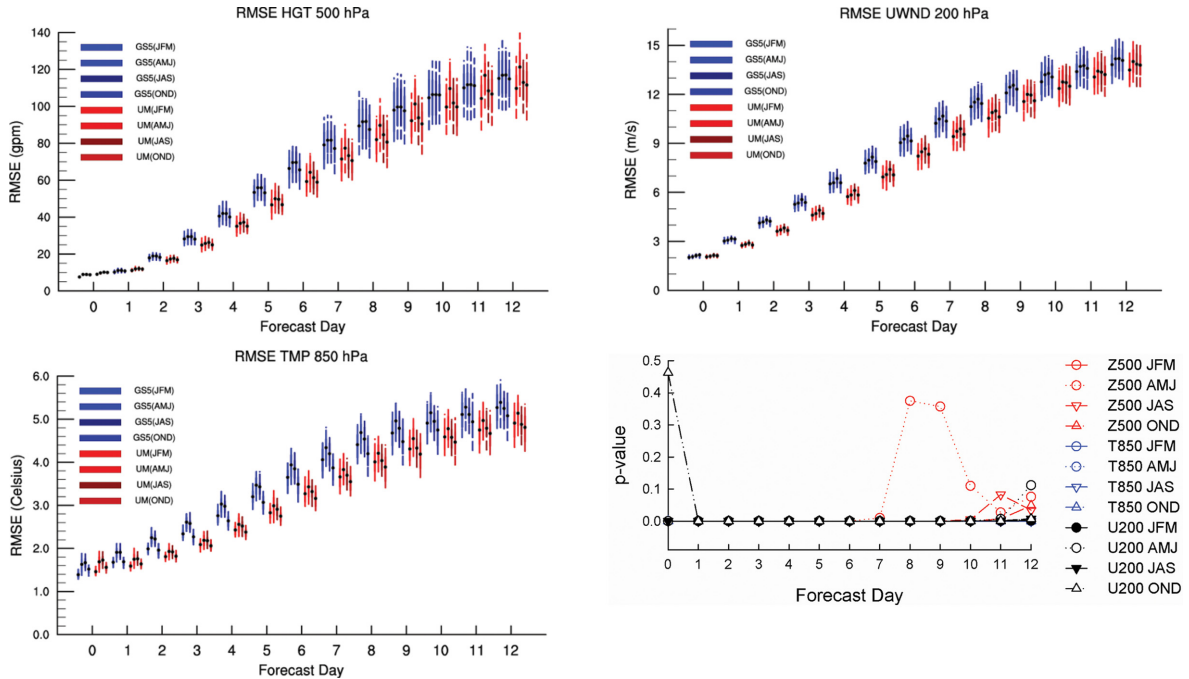 RMSE HGT 500 hPa
140
120
100
80
60
40
20
0
RMSE (gpm)
GS5(JFM)
GS5(AMJ)
GS5(JAS)
GS5(OND)
UM(JFM)
UM(AMJ)
UM(JAS)
UM(OND)
0 1 2 3 4 5 6 7 8 9 10 11 12
Forecast Day
RMSE UWND 200 hPa
15
12
9
6
3
0
RMSE (m/s)
GS5(JFM)
GS5(AMJ)
GS5(JAS)
GS5(OND)
UM(JFM)
UM(AMJ)
UM(JAS)
UM(OND)
0 1 2 3 4 5 6 7 8 9 10 11 12
Forecast Day
RMSE TMP 850 hPa
6.0
5.0
4.0
3.0
2.0
1.0
0.0
RMSE (Celsius)
GS5(JFM)
GS5(AMJ)
GS5(JAS)
GS5(OND)
UM(JFM)
UM(AMJ)
UM(JAS)
UM(OND)
0 1 2 3 4 5 6 7 8 9 10 11 12
Forecast Day
0.5
0.4
0.3
0.2
0.1
0.0
p-value
0 1 2 3 4 5 6 7 8 9 10 11 12
Forecast Day
Z500 JFM
Z500 AMJ
Z500 JAS
Z500 OND
T850 JFM
T850 AMJ
T850 JAS
T850 OND
U200 JFM
U200 AMJ
U200 JAS
U200 OND